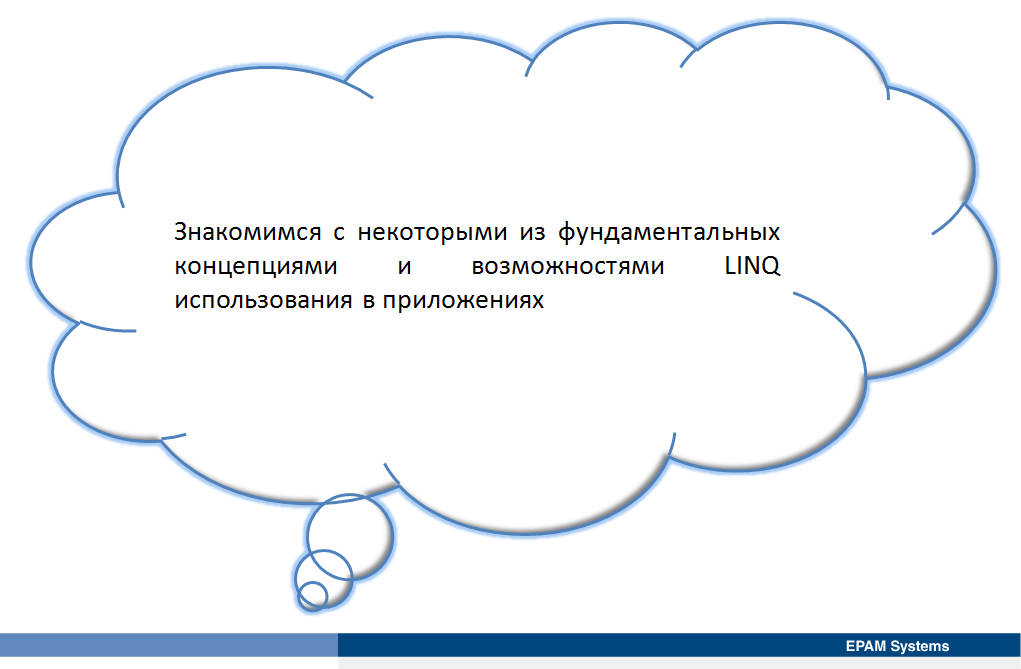 Знакомимся с некоторыми из фундаментальных
концепциями и возможностями LINQ
использования в приложениях
EPAM Systems